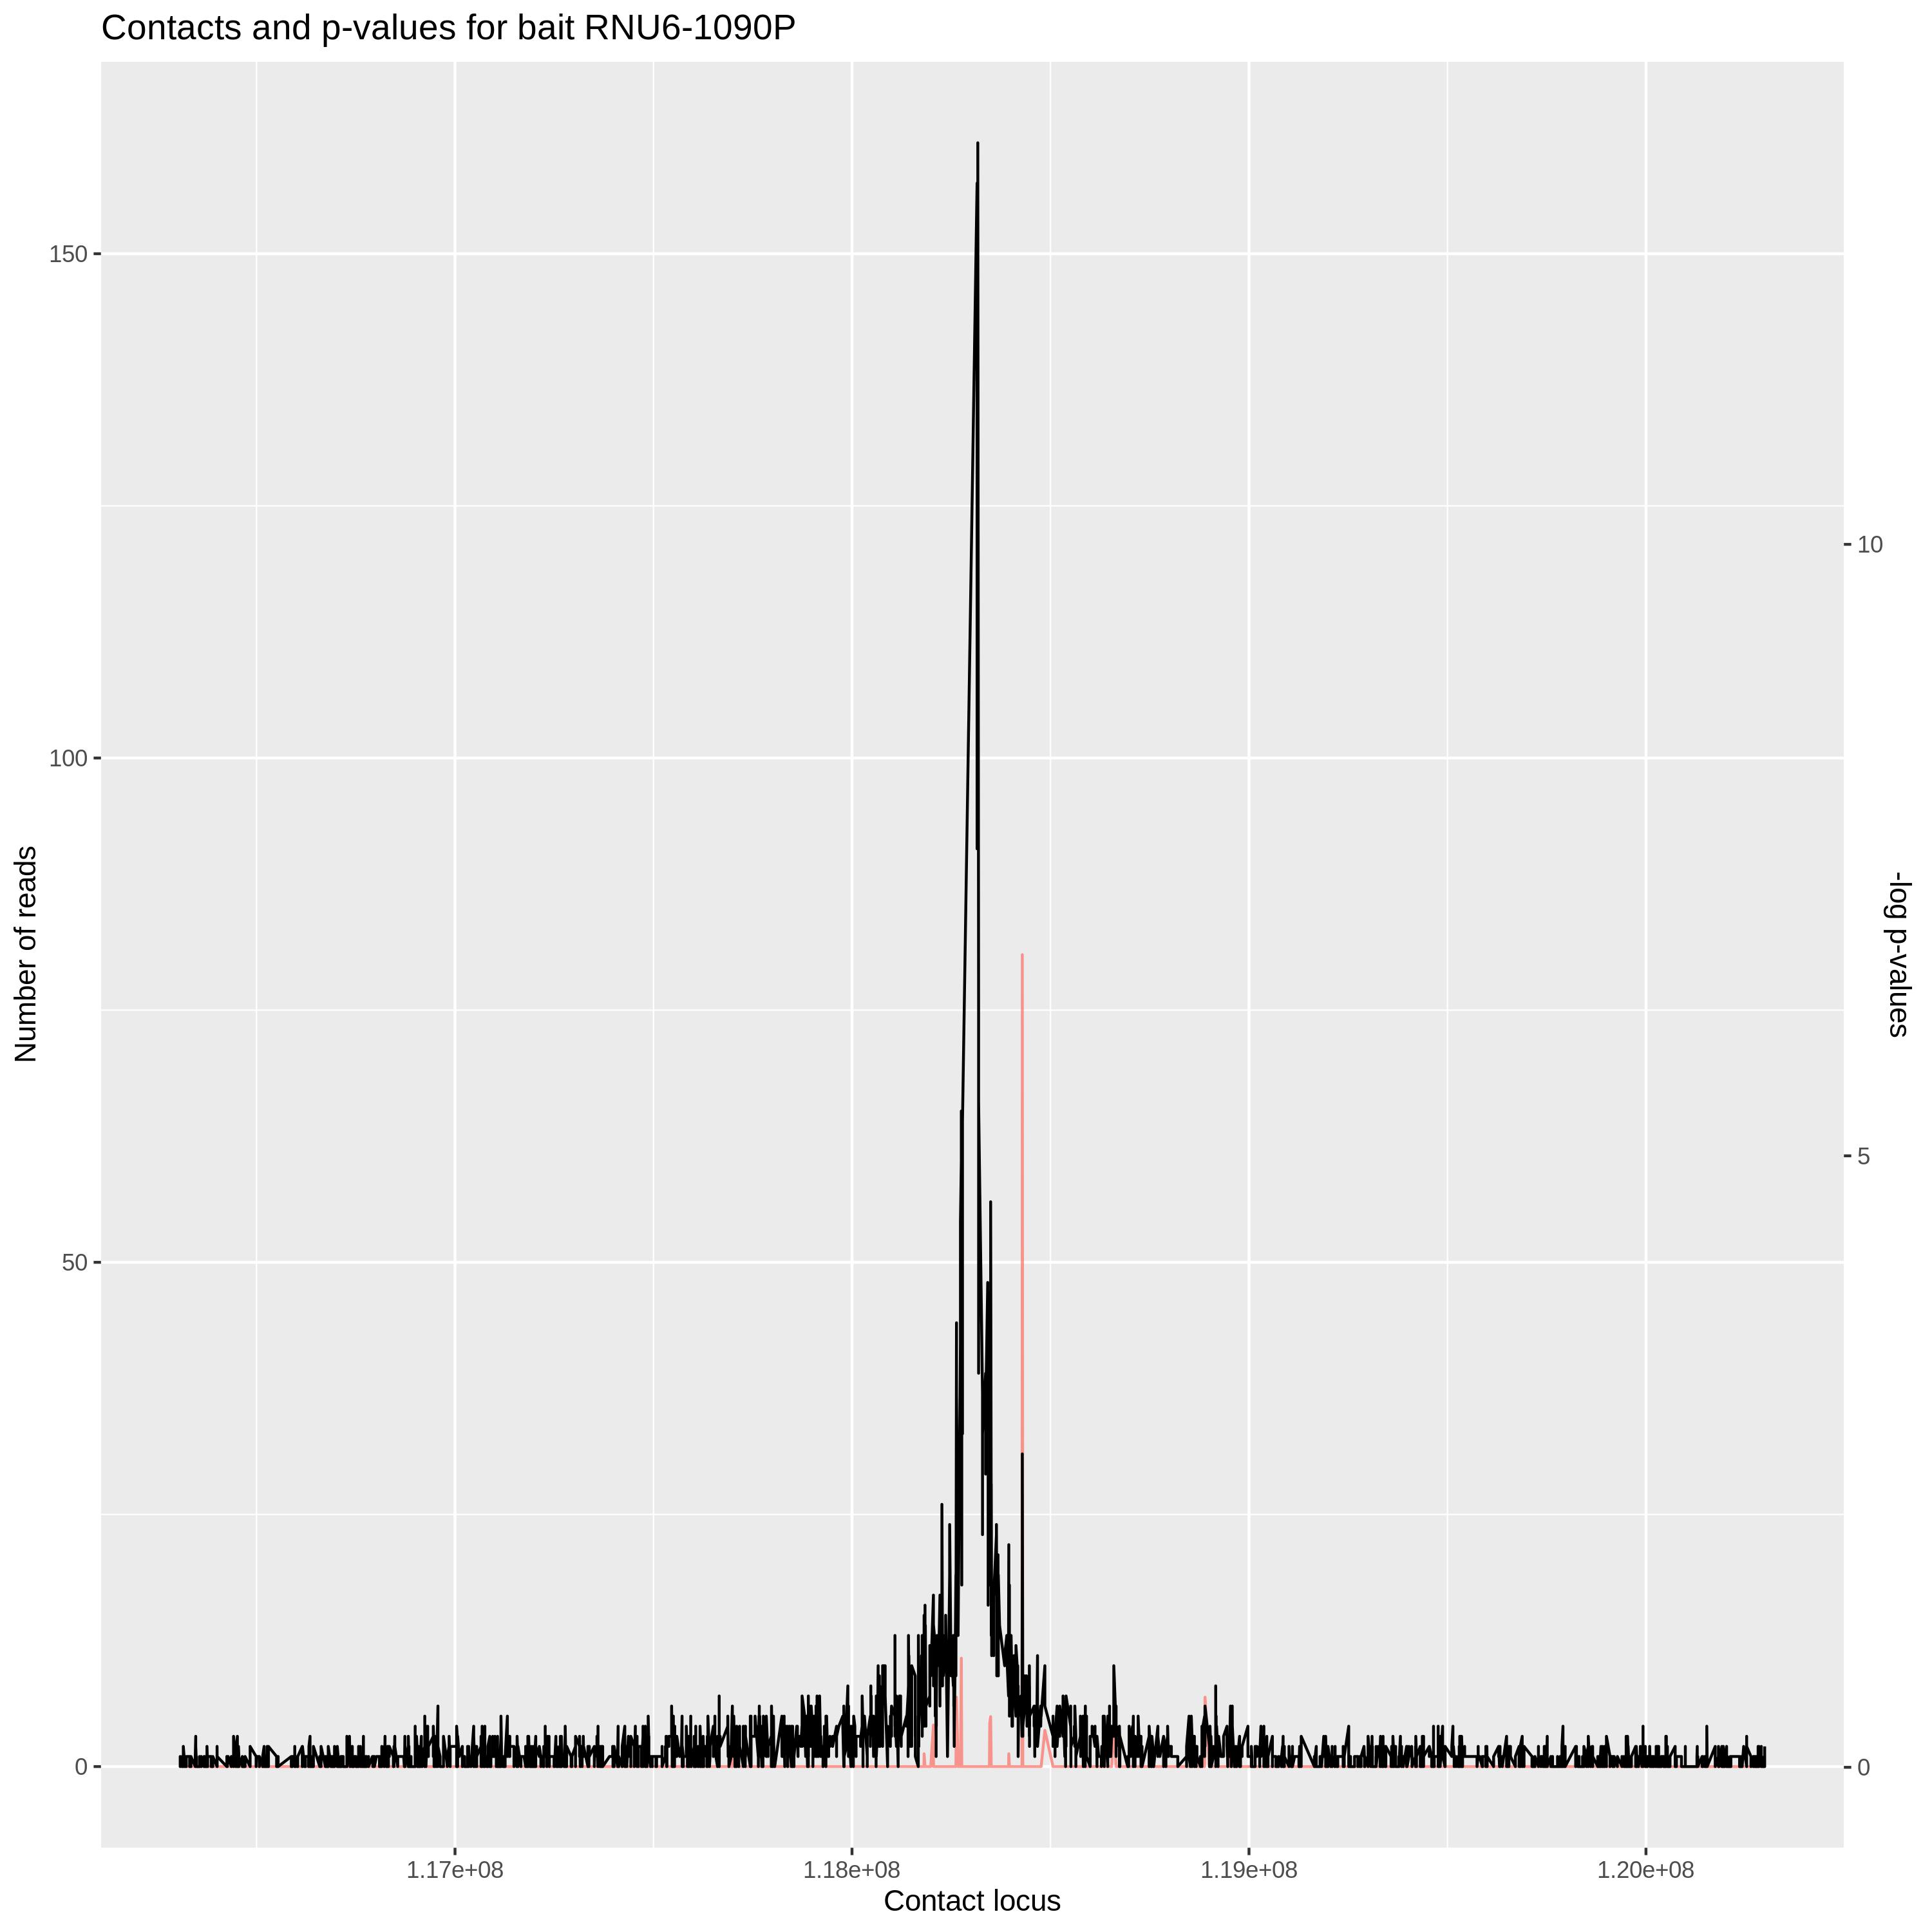 Contacts and p-values for bait RNU6-1090P
150
100
50
0
10
5
0
Number of reads
-log p-values
1.17e+08
1.18e+08
1.19e+08
1.20e+08
Contact locus